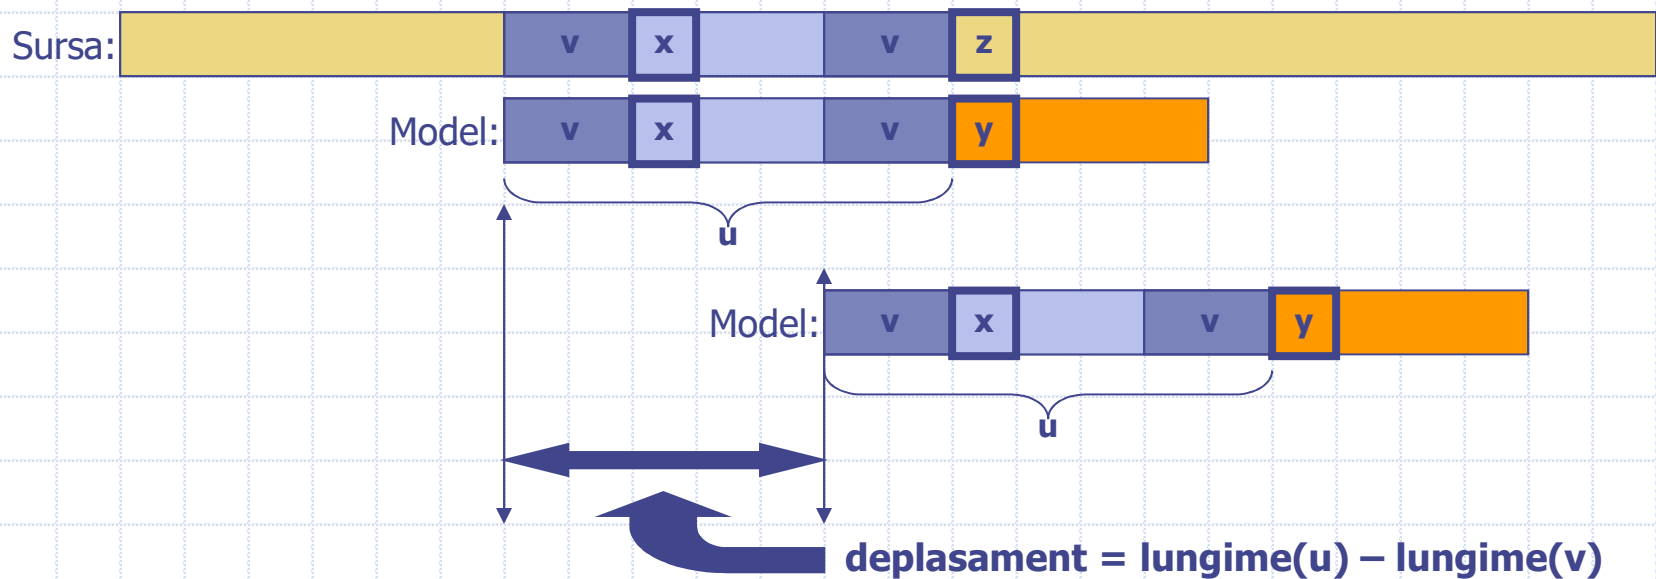 Sursa: v x v z
Model: v x v y
u
Model: v x v y
u
deplasament = lungime(u) – lungime(v)